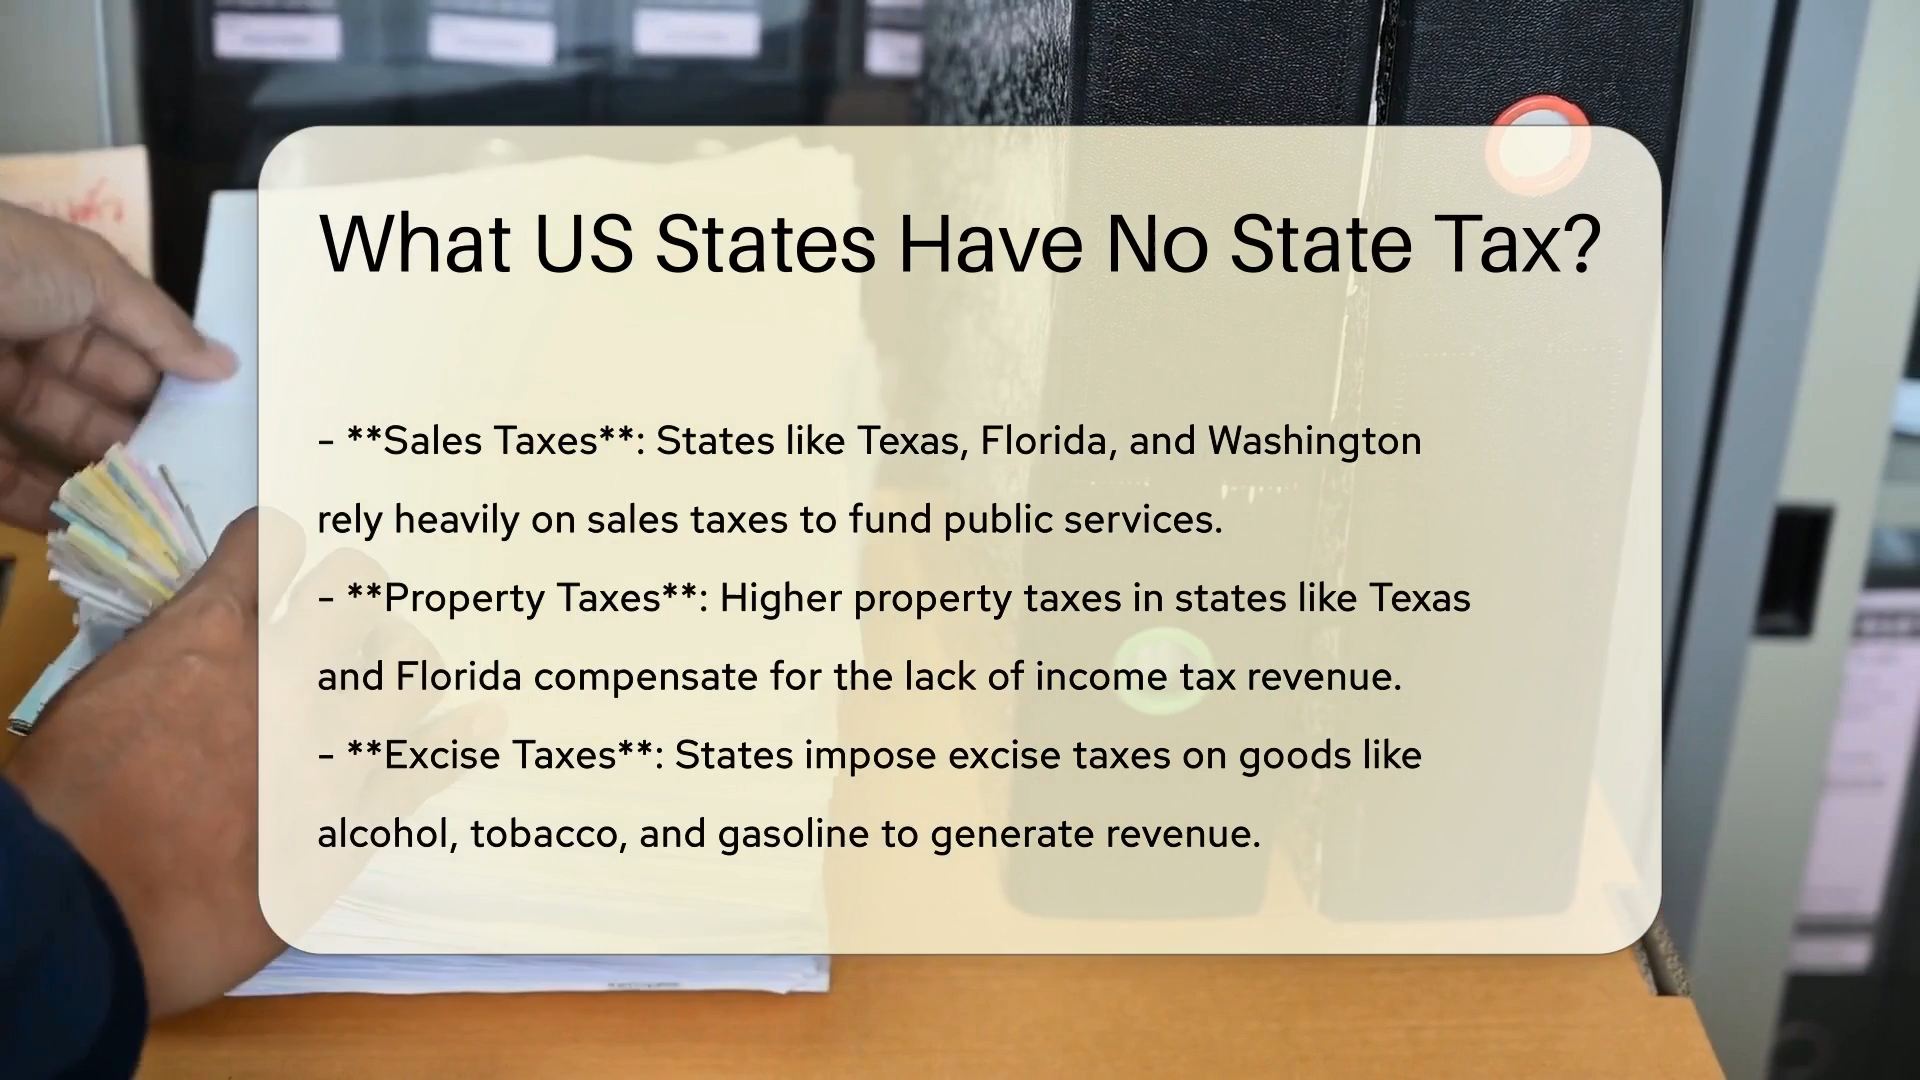 What US States Have No State Tax?
- **Sales Taxes**: States like Texas, Florida, and Washington
rely heavily on sales taxes to fund public services.
- **Property Taxes**: Higher property taxes in states like Texas
and Florida compensate for the lack of income tax revenue.
- **Excise Taxes**: States impose excise taxes on goods like
alcohol, tobacco, and gasoline to generate revenue.